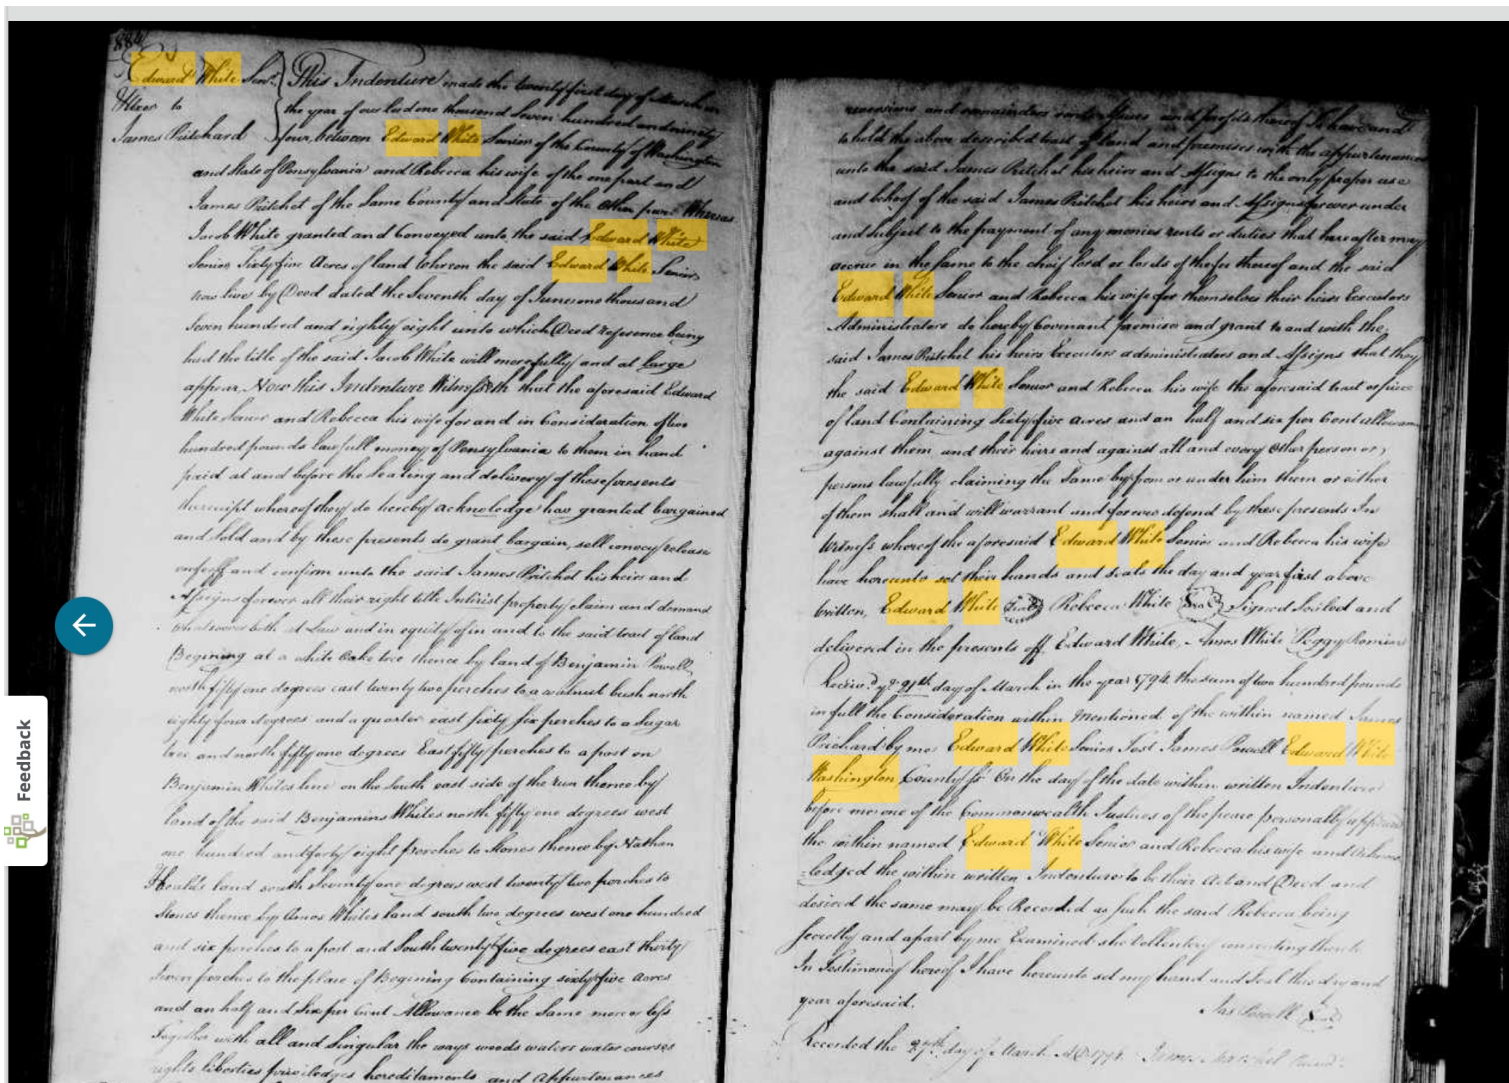 884
Edward White Senr.
Uxor to
James Pritchard
This Indenture made the twenty first day of March in
the year of our lord one thousand Seven hundred and ninety
four between Edward White Senior of the County of Washington
and State of Pensylvania and Rebecca his wife of the one part and
James Pritchet of the Same County and State of the other part Whereas
Jacob White granted and Conveyed unto the said Edward White
Senior Sixty five Acres of land whereon the said Edward White Senior
now live by Deed dated the Seventh day of June one thousand
Seven hundred and eighty eight unto which Deed reference being
had the title of the said Jacob White will more fully and at Large
appear Now this Indenture Witnesseth that the aforesaid Edward
White Senior and Rebecca his wife for and in Consideration of two
hundred pounds lawfull money of Pensylvania to them in hand
paid at and before the Sealing and delivery of these presents
the receipt whereof they do hereby acknoledge has granted bargained
and Sold and by these presents do grant bargain, sell convey release
enfeoff and confirm unto the said James Pritchet his heirs and
Assigns forever all their right title Intirist property claim and demand
whatsoever both at Law and in equity of in and to the said tract of land
Begining at a white Oake tree thence by land of Benjamin Powell
north fifty one degrees east twenty two perches to a walnut bush north
eighty four degrees and a quarter east Sixty Six perches to a Sugar
tree and north fifty one degrees East fifty perches to a post on
Benjamin Whites line on the South east side of the run thence by
land of the said Benjamins Whites north fifty one degrees west
one hundred and forty eight perches to Stones thence by Nathan
Healds land south Seventy one degrees west twenty two perches to
Stones thence by Amos Whites land south two degrees west one hundred
and six perches to a post and South twenty five degrees east thirty
Seven perches to the place of Begining Containing sixty five acres
and an half and Six per Cent Allowance be the Same more or less
Together with all and Singular the ways woods waters water courses
rights liberties priviledges hereditaments and Appurtenances
reversions and remainders rents Issues and profits thereof To have and
to hold the above described tract of land and premises with the appurtenances
unto the said James Pritchet his heirs and Assigns to the only proper use
and behoof of the said James Pritchet his heirs and Assigns forever under
and subject to the payment of any monies rents or duties that hereafter may
accrue in the same to the chief lord or lords of the fee thereof and the said
Edward White Senior and Rebecca his wife for themselves their heirs Executors
Administrators do hereby Covenant promise and grant to and with the
said James Pritchet his heirs Executors administrators and Assigns that they
the said Edward White Senior and Rebecca his wife the aforesaid tract or piece
of land Containing Sixty five acres and an half and six per Cent allowance
against them and their heirs and against all and every Other person or
persons lawfully claiming the Same by from or under him them or either
of them shall and will warrant and forever defend by these presents In
Witness whereof the aforesaid Edward White Senior and Rebecca his wife
have hereunto set their hands and seals the day and year first above
Written, Edward White Seal Rebecca White Seal Signed Sealed and
delivered in the presents off. Edward White, Amos White Peggy
Receiv.d ye 21th day of March in the year 1794 the sum of two hundred pounds
in full the Consideration within mentioned of the within named James
Prichard by me Edward White Senior Test James Powell Edward White
Washington County ss On the day of the date within written Indenture
before me one of the Commonwealth Justices of the peace personally appeared
the within named Edward White Senior and Rebecca his wife and Acknow
-ledged the within written Indenture to be their Act and Deed and
desired the same may be Recorded as such the said Rebecca being
secretly and apart by me Examined she vollentery consenting thereto
In Testimony hereof I have hereunto set my hand and Seal the day and
year aforesaid.
Jas Powell Seal
Recorded the 27th day of March AD 1794
Feedback